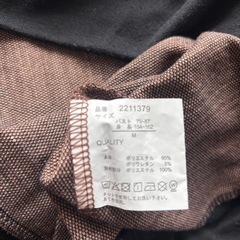 品番 2211379
サイズ
バスト 79-87
身長 154-162
M
QUALITY
ポリエステル 95%
ポリウレタン 5%
ポリエステル 100%